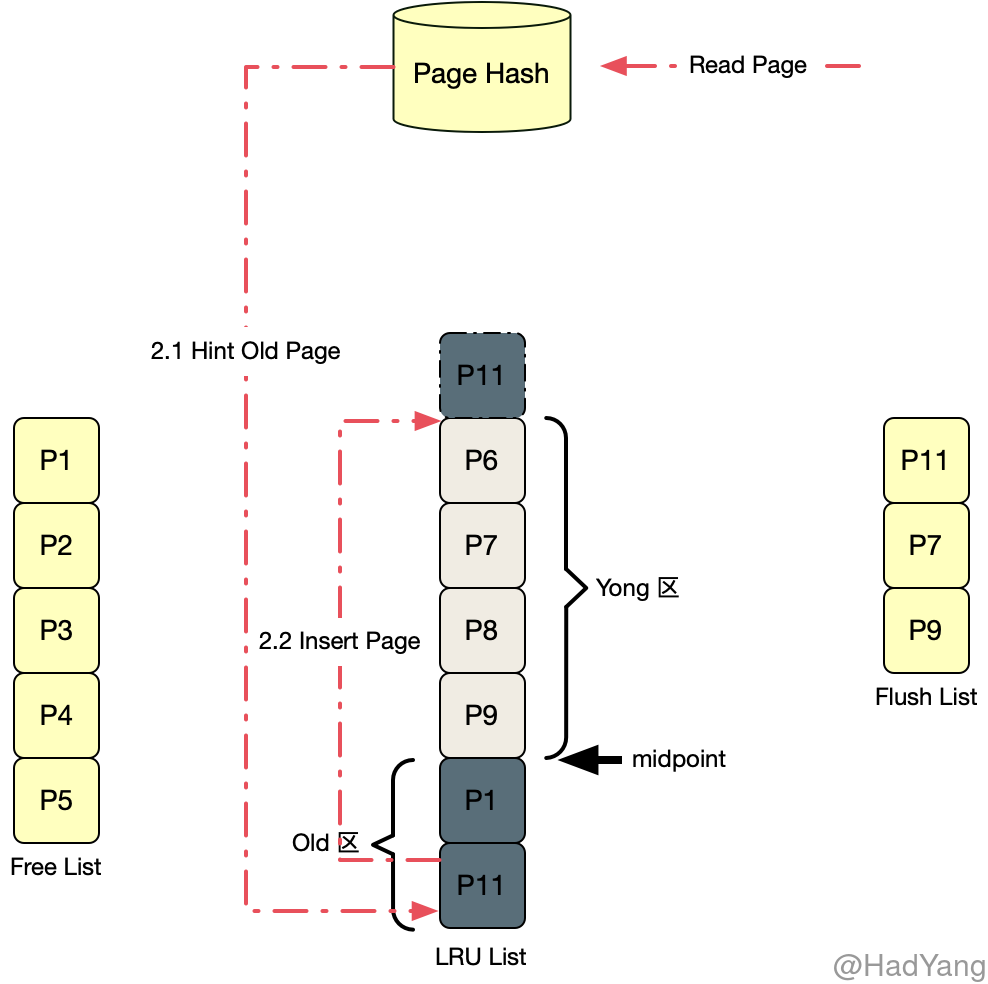 Page Hash
Read Page
2.1 Hint Old Page
P11
P1
P2
P3
P4
P5
Free List
2.2 Insert Page
P6
P7
P8
P9
P1
P11
LRU List
Yong 区
midpoint
Old 区
P11
P7
P9
Flush List
@HadYang